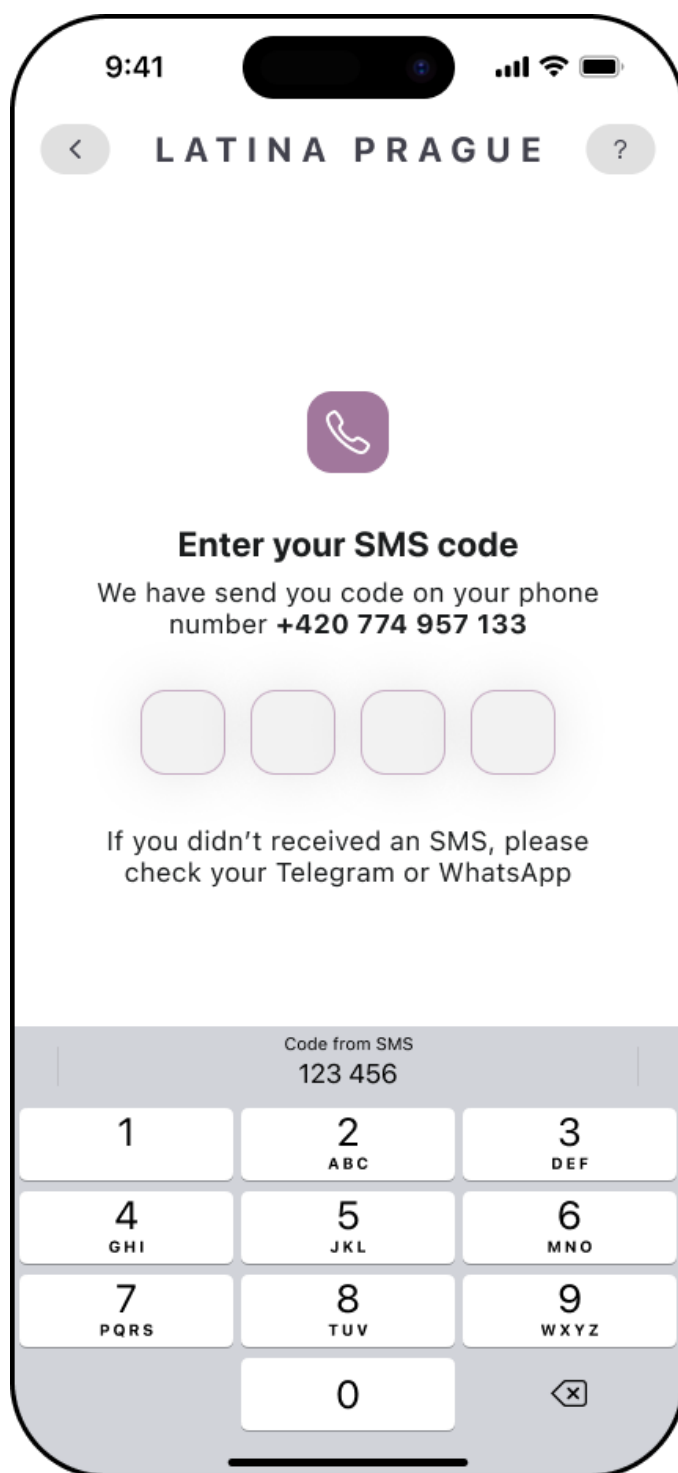 9:41
LATINA PRAGUE
?
Enter your SMS code
We have send you code on your phone
number +420 774 957 133
If you didn’t received an SMS, please
check your Telegram or WhatsApp
Code from SMS
123 456
1 2 3
ABC DEF
4 5 6
GHI JKL MNO
7 8 9
PQRS TUV WXYZ
0